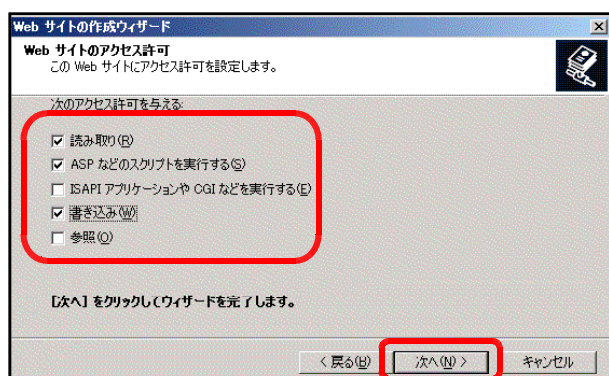 Web サイトの作成ウィザード
Web サイトのアクセス許可
この Web サイトにアクセス許可を設定します。
次のアクセス許可を与える:
読み取り(R)
ASP などのスクリプトを実行する(S)
ISAPI アプリケーションや CGI などを実行する(E)
書き込み(W)
参照(O)
[次へ] をクリックしてウィザードを完了します。
< 戻る(B) 次へ(N) > キャンセル